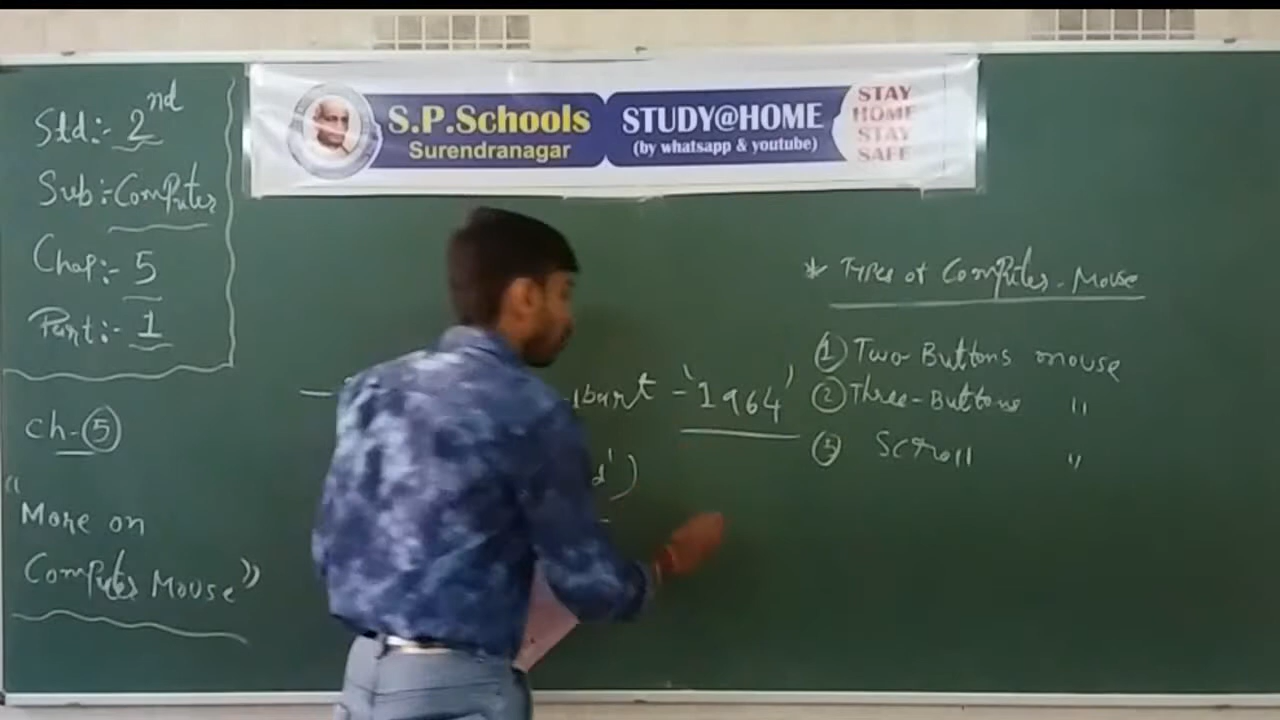 S.P.Schools
Surendranagar
STUDY@HOME
(by whatsapp & youtube)
STAY
HOME
STAY
SAFE
Std:- 2nd
Sub:- Computer
Chap:- 5
Part:- 1
ch-5
"More on
Computer Mouse"
- '1964'
* Types of Computer-Mouse
1 Two-Buttons mouse
2 Three-Buttons "
3 Scroll "